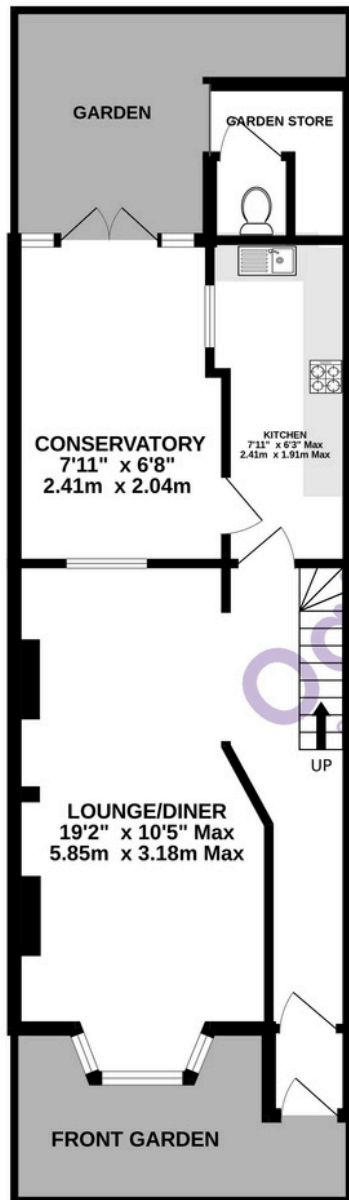 GARDEN
GARDEN STORE
KITCHEN
7'11" x 6'3" Max
2.41m x 1.91m Max
CONSERVATORY
7'11" x 6'8"
2.41m x 2.04m
UP
LOUNGE/DINER
19'2" x 10'5" Max
5.85m x 3.18m Max
FRONT GARDEN